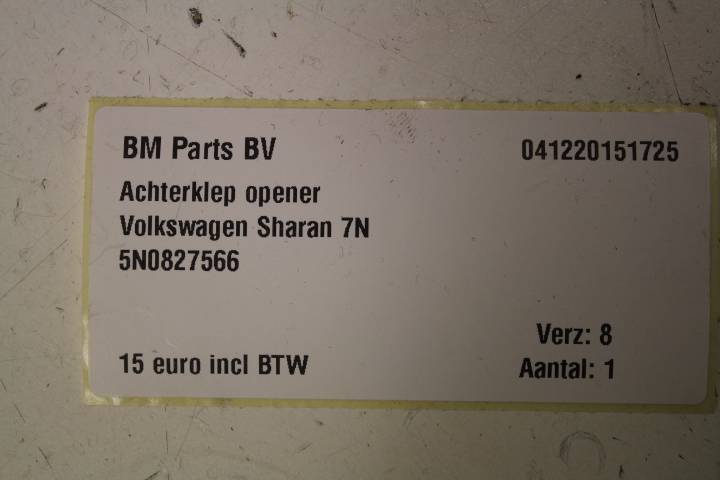 BM Parts BV 041220151725
Achterklep opener
Volkswagen Sharan 7N
5N0827566
Verz: 8
15 euro incl BTW Aantal: 1